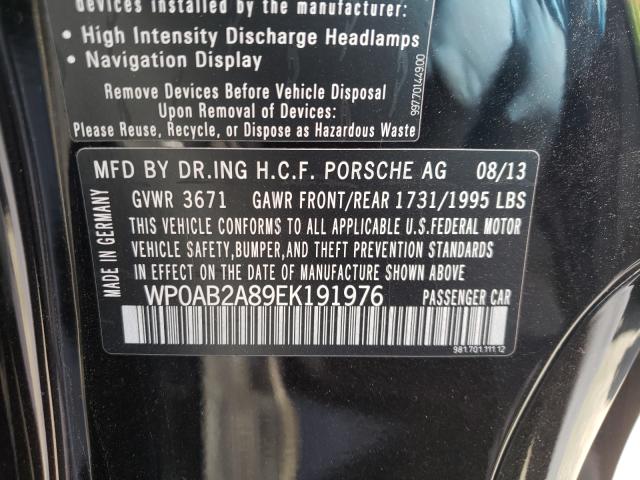 devices installed by the manufacturer:
• High Intensity Discharge Headlamps
• Navigation Display
Remove Devices Before Vehicle Disposal
Upon Removal of Devices:
Please Reuse, Recycle, or Dispose as Hazardous Waste
997.701.449.00
MFD BY DR.ING H.C.F. PORSCHE AG 08/13
GVWR 3671 GAWR FRONT/REAR 1731/1995 LBS
THIS VEHICLE CONFORMS TO ALL APPLICABLE U.S.FEDERAL MOTOR
VEHICLE SAFETY,BUMPER,AND THEFT PREVENTION STANDARDS
IN EFFECT ON THE DATE OF MANUFACTURE SHOWN ABOVE
WP0AB2A89EK191976 PASSENGER CAR
MADE IN GERMANY
981.701.111.12